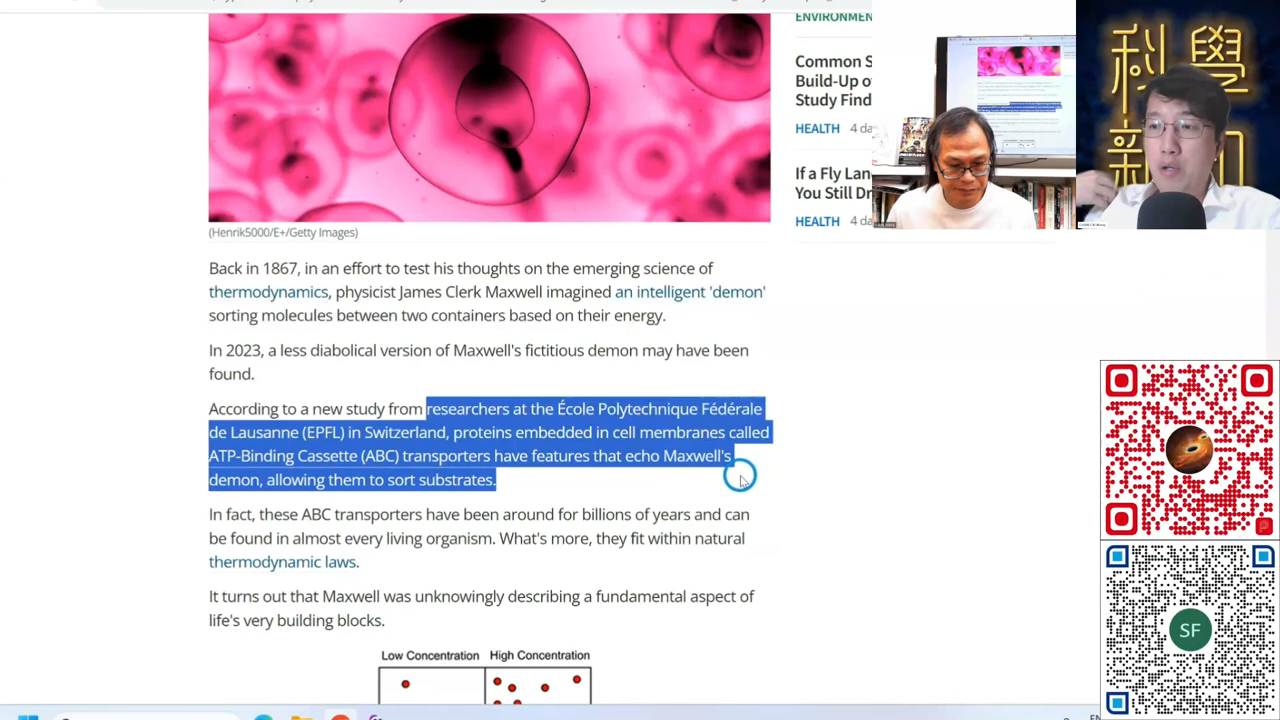 ENVIRONMEN
Common S
Build-Up o
Study Find
HEALTH 4 da
If a Fly Lan
You Still Dr
HEALTH 4 da
科學
新
(Henrik5000/E+/Getty Images)
Back in 1867, in an effort to test his thoughts on the emerging science of
thermodynamics, physicist James Clerk Maxwell imagined an intelligent 'demon'
sorting molecules between two containers based on their energy.
In 2023, a less diabolical version of Maxwell's fictitious demon may have been
found.
According to a new study from researchers at the École Polytechnique Fédérale
de Lausanne (EPFL) in Switzerland, proteins embedded in cell membranes called
ATP-Binding Cassette (ABC) transporters have features that echo Maxwell's
demon, allowing them to sort substrates.
In fact, these ABC transporters have been around for billions of years and can
be found in almost every living organism. What's more, they fit within natural
thermodynamic laws.
It turns out that Maxwell was unknowingly describing a fundamental aspect of
life's very building blocks.
Low Concentration High Concentration
SF